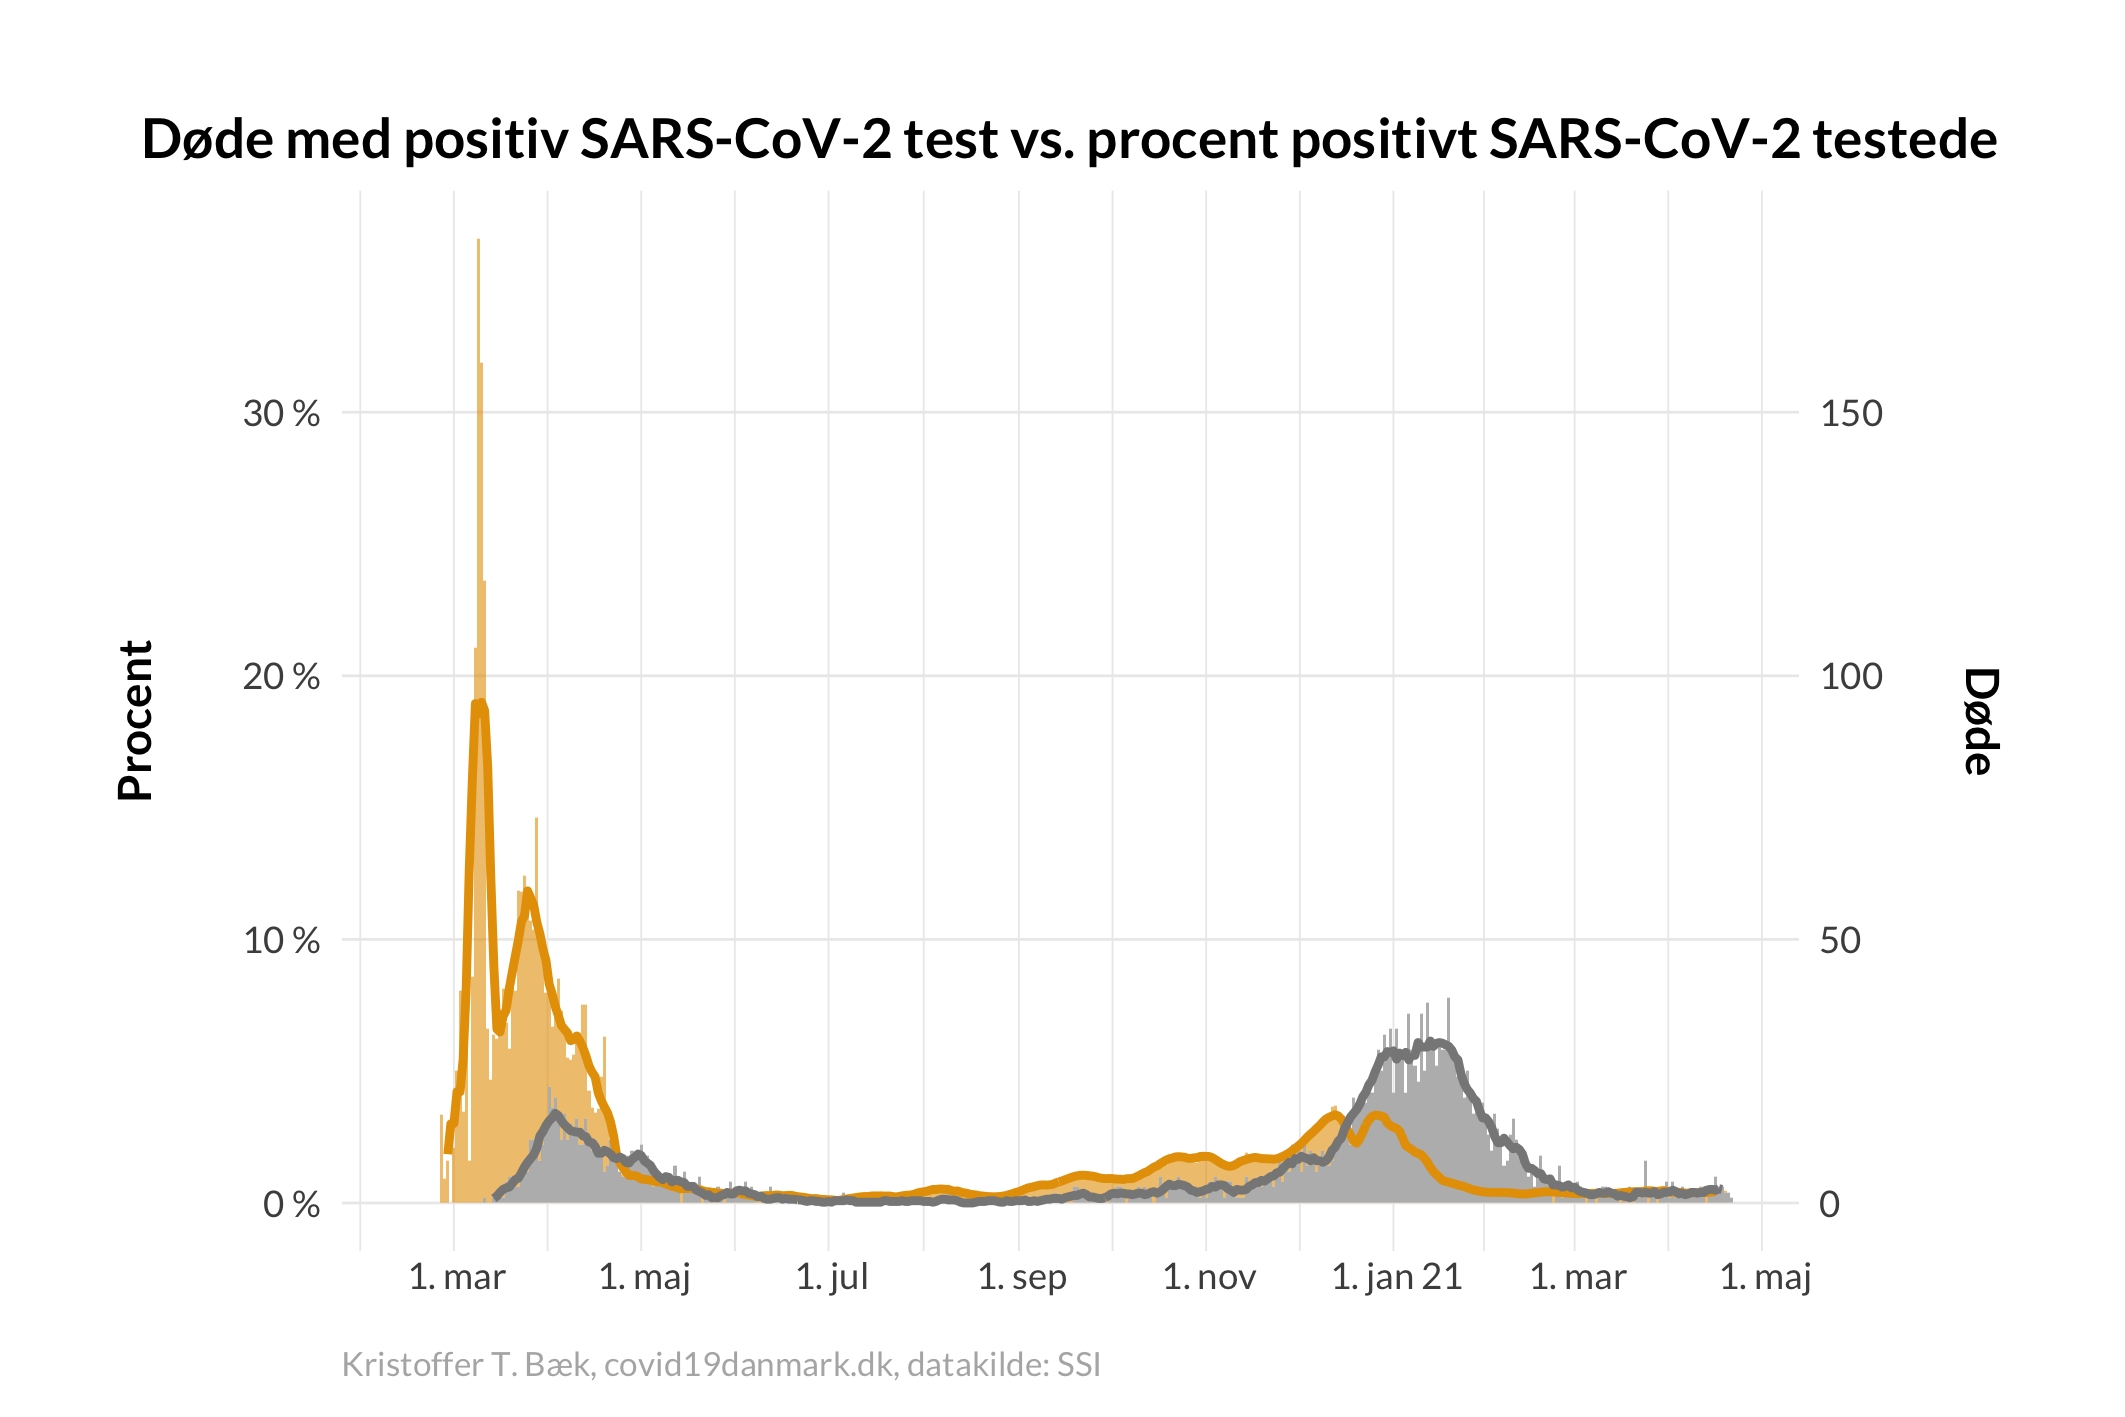 Døde med positiv SARS-CoV-2 test vs. procent positivt SARS-CoV-2 testede
Procent
30 %
20 %
10 %
0 %
150
100
50
0
Døde
1. mar
1. maj
1. jul
1. sep
1. nov
1. jan 21
1. mar
1. maj
Kristoffer T. Bæk, covid19danmark.dk, datakilde: SSI